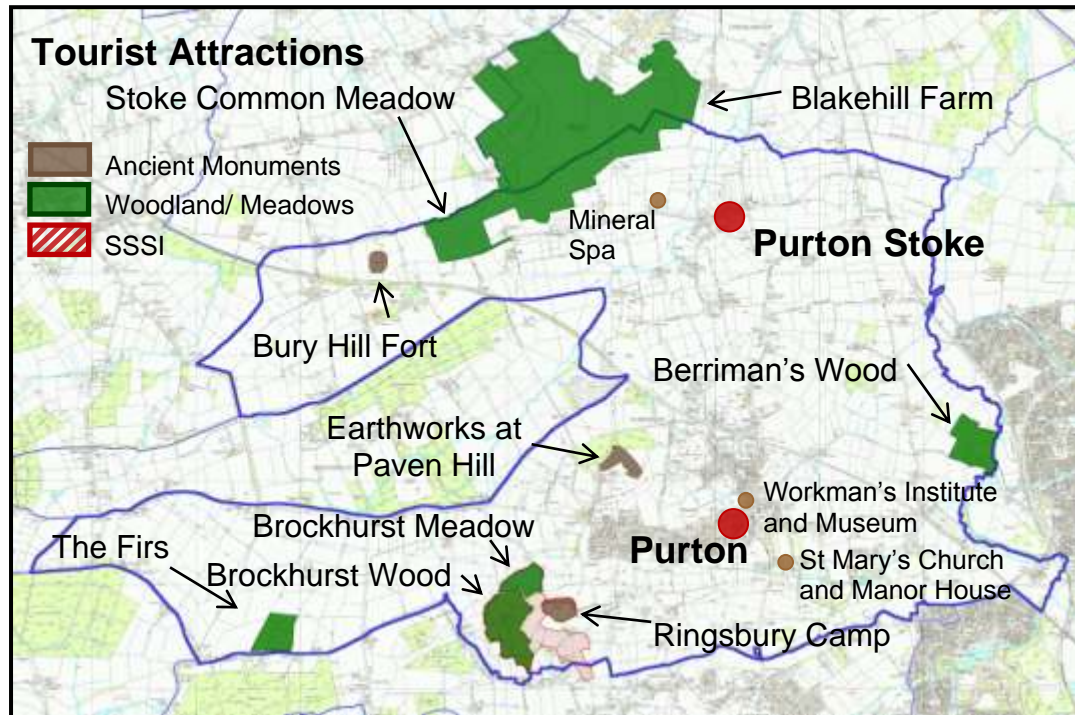 Tourist Attractions
Stoke Common Meadow
Blakehill Farm
Ancient Monuments
Woodland/ Meadows
SSSI
Mineral
Spa
Purton Stoke
Bury Hill Fort
Berriman's Wood
Earthworks at
Paven Hill
Workman's Institute
and Museum
Brockhurst Meadow
The Firs
Purton
Brockhurst Wood
St Mary's Church
and Manor House
Ringsbury Camp